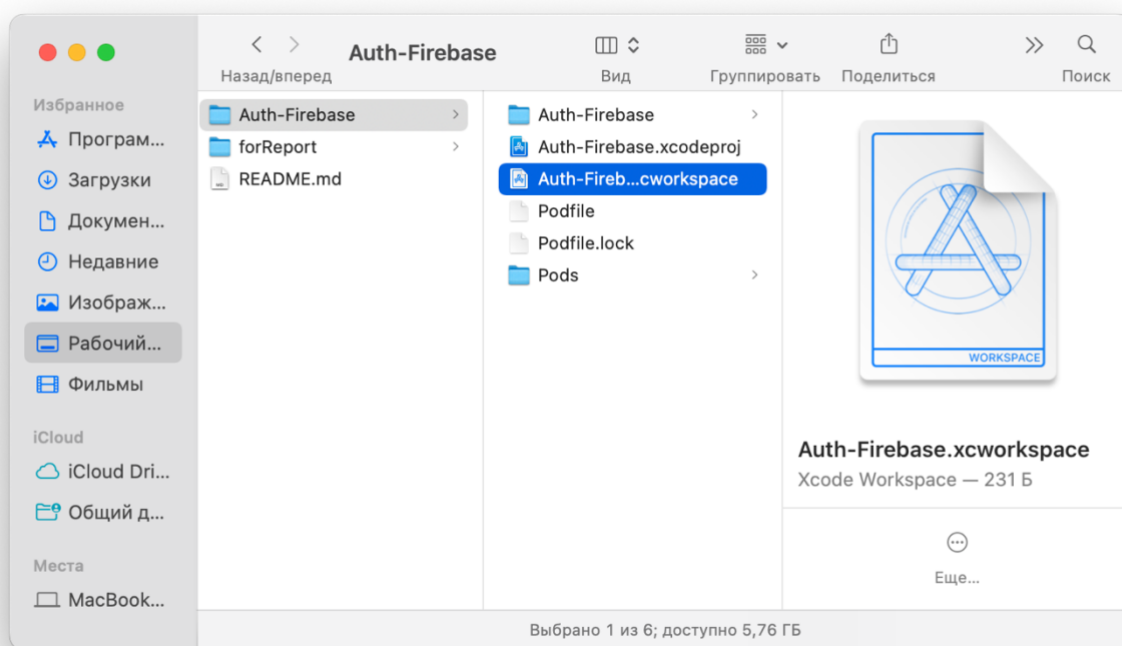 Auth-Firebase
Назад/вперед
Вид
Группировать
Поделиться
Поиск
Избранное
Програм...
Загрузки
Докумен...
Недавние
Изображ...
Рабочий...
Фильмы
iCloud
iCloud Dri...
Общий д...
Места
MacBook...
Auth-Firebase
forReport
README.md
Auth-Firebase
Auth-Firebase.xcodeproj
Auth-Fireb...cworkspace
Podfile
Podfile.lock
Pods
WORKSPACE
Auth-Firebase.xcworkspace
Xcode Workspace — 231 Б
Еще...
Выбрано 1 из 6; доступно 5,76 ГБ